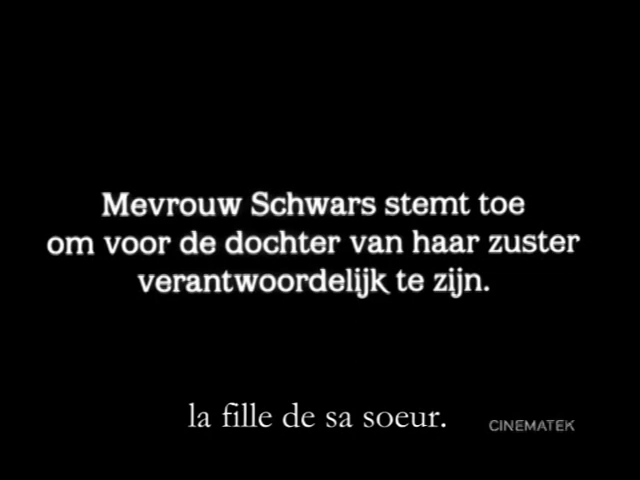 Mevrouw Schwars stemt toe
om voor de dochter van haar zuster
verantwoordelijk te zijn.
la fille de sa soeur.
CINEMATEK